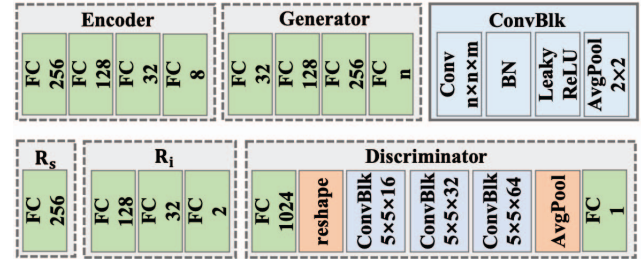 Encoder
FC 256
FC 128
FC 32
FC 8
Generator
FC 32
FC 128
FC 256
FC n
ConvBlk
Conv n×n×m
BN
Leaky ReLU
AvgPool 2×2
Rs
FC 256
Ri
FC 128
FC 32
FC 2
Discriminator
FC 1024
reshape
ConvBlk 5×5×16
ConvBlk 5×5×32
ConvBlk 5×5×64
AvgPool
FC 1